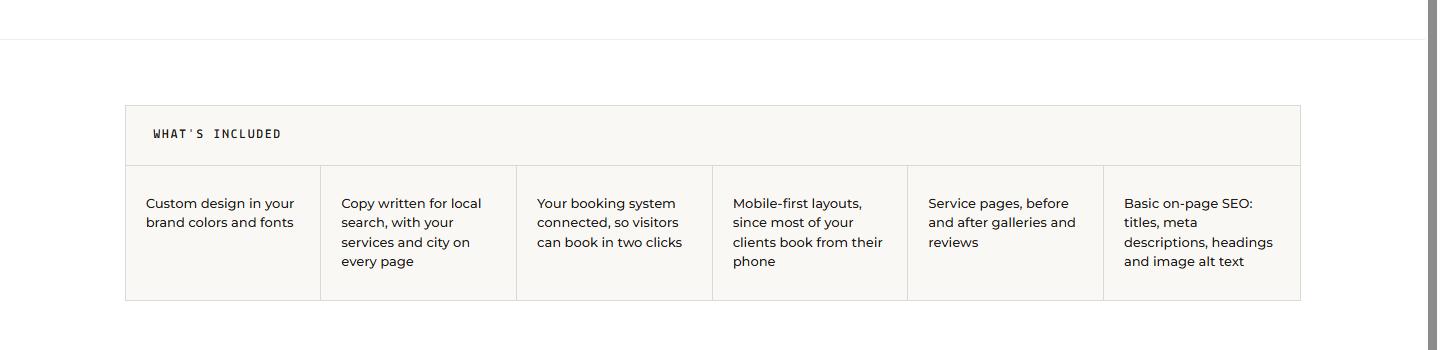 WHAT'S INCLUDED
Custom design in your
brand colors and fonts
Copy written for local
search, with your
services and city on
every page
Your booking system
connected, so visitors
can book in two clicks
Mobile-first layouts,
since most of your
clients book from their
phone
Service pages, before
and after galleries and
reviews
Basic on-page SEO:
titles, meta
descriptions, headings
and image alt text